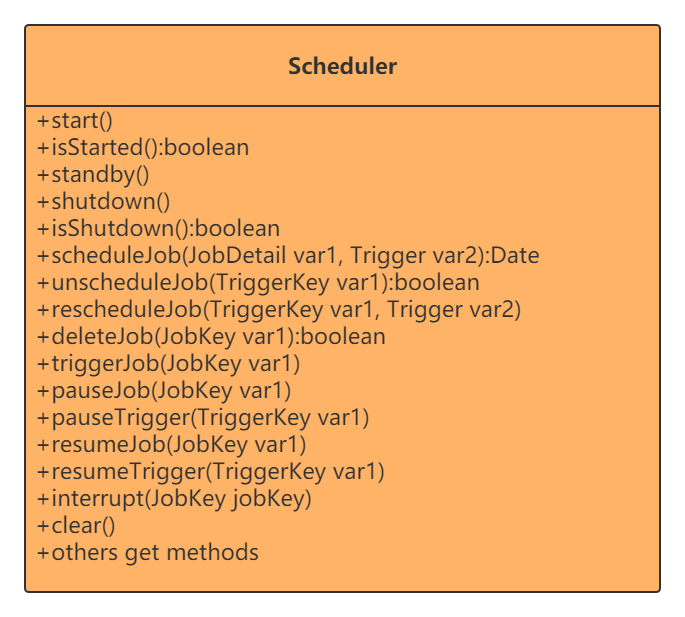 Scheduler
+start()
+isStarted():boolean
+standby()
+shutdown()
+isShutdown():boolean
+scheduleJob(JobDetail var1, Trigger var2):Date
+unscheduleJob(TriggerKey var1):boolean
+rescheduleJob(TriggerKey var1, Trigger var2)
+deleteJob(JobKey var1):boolean
+triggerJob(JobKey var1)
+pauseJob(JobKey var1)
+pauseTrigger(TriggerKey var1)
+resumeJob(JobKey var1)
+resumeTrigger(TriggerKey var1)
+interrupt(JobKey jobKey)
+clear()
+others get methods